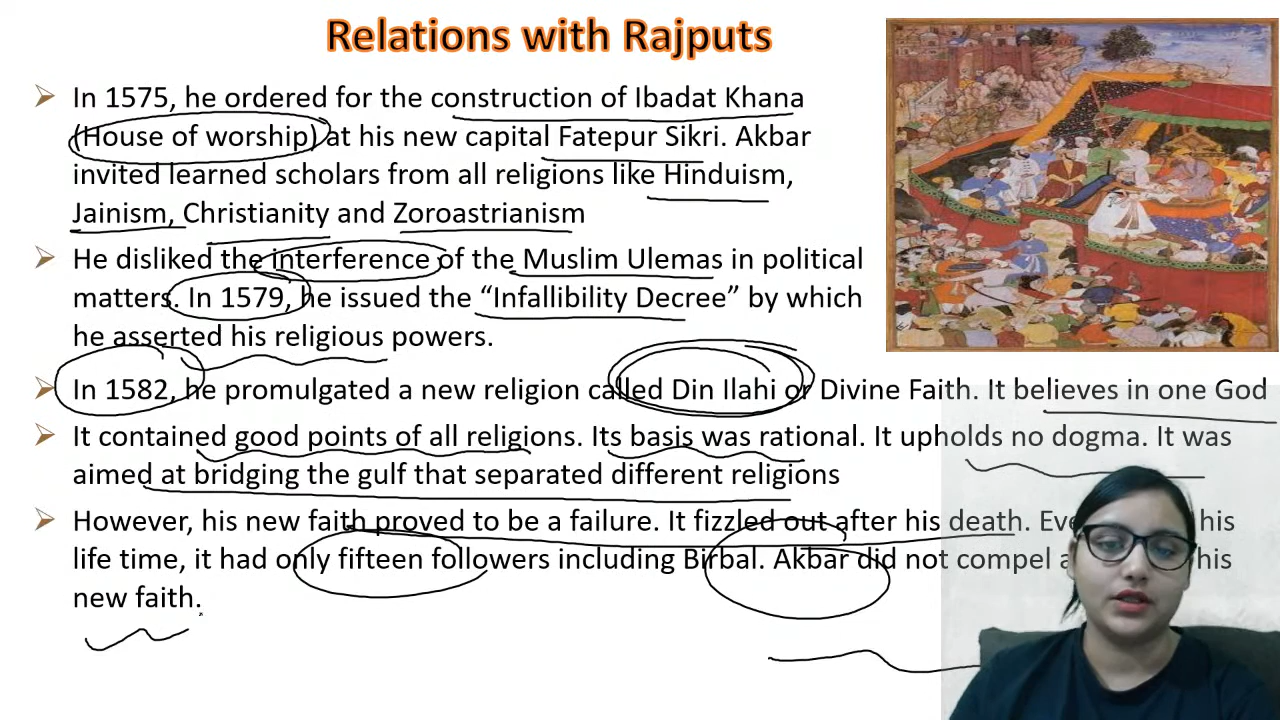 Relations with Rajputs
➢ In 1575, he ordered for the construction of Ibadat Khana
(House of worship) at his new capital Fatepur Sikri. Akbar
invited learned scholars from all religions like Hinduism,
Jainism, Christianity and Zoroastrianism
➢ He disliked the interference of the Muslim Ulemas in political
matters. In 1579, he issued the “Infallibility Decree” by which
he asserted his religious powers.
➢ In 1582, he promulgated a new religion called Din Ilahi or Divine Faith. It believes in one God
➢ It contained good points of all religions. Its basis was rational. It upholds no dogma. It was
aimed at bridging the gulf that separated different religions
➢ However, his new faith proved to be a failure. It fizzled out after his death. his
life time, it had only fifteen followers including Birbal. Akbar did not compel his
new faith.